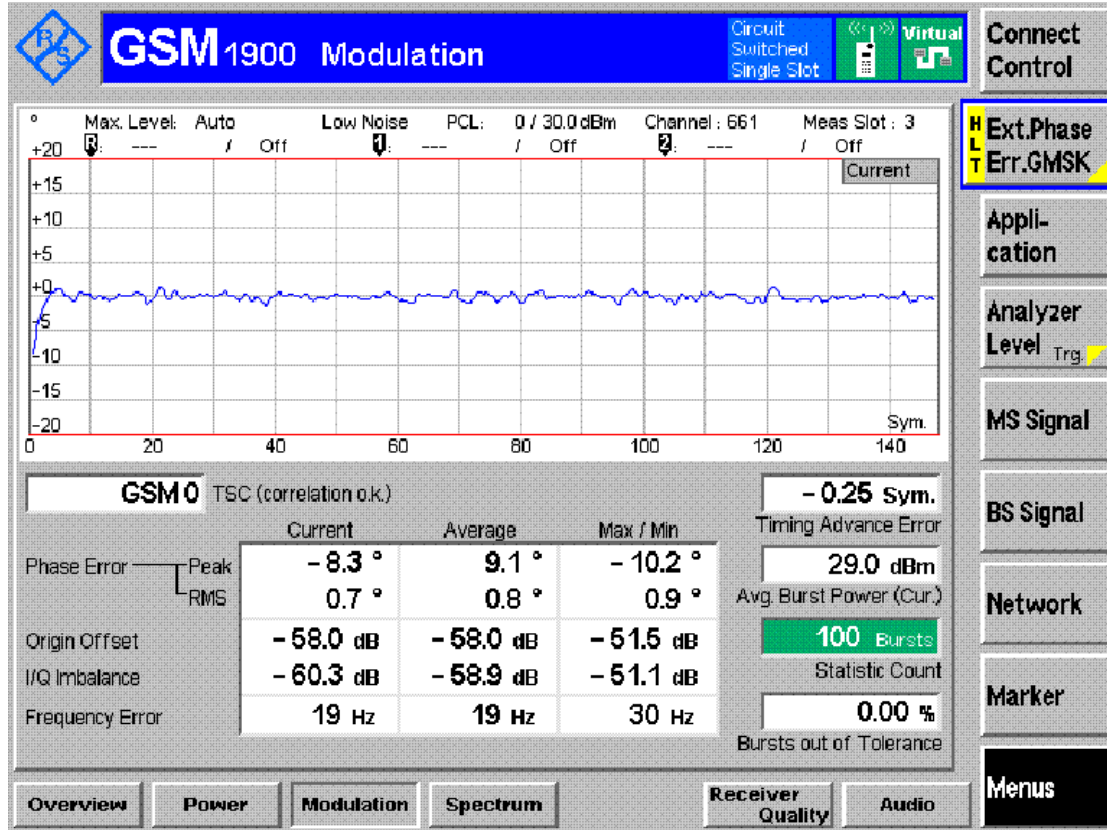 R&S
GSM 1900 Modulation
Circuit Switched Single Slot
Virtual
Connect Control
° Max. Level: Auto Low Noise PCL: 0 / 30.0 dBm Channel : 661 Meas Slot : 3
R: --- / Off 1: --- / Off 2: --- / Off
Current
+20
+15
+10
+5
+0
-5
-10
-15
-20
Sym.
0 20 40 60 80 100 120 140
GSM 0 TSC (correlation o.k.)
Current Average Max / Min
Phase Error Peak – 8.3 ° 9.1 ° – 10.2 °
RMS 0.7 ° 0.8 ° 0.9 °
Origin Offset – 58.0 dB – 58.0 dB – 51.5 dB
I/Q Imbalance – 60.3 dB – 58.9 dB – 51.1 dB
Frequency Error 19 Hz 19 Hz 30 Hz
– 0.25 Sym.
Timing Advance Error
29.0 dBm
Avg. Burst Power (Cur.)
100 Bursts
Statistic Count
0.00 %
Bursts out of Tolerance
HLT
Ext.Phase
Err.GMSK
Appli-
cation
Analyzer
Level Trg.
MS Signal
BS Signal
Network
Marker
Menus
Overview Power Modulation Spectrum Receiver Quality Audio